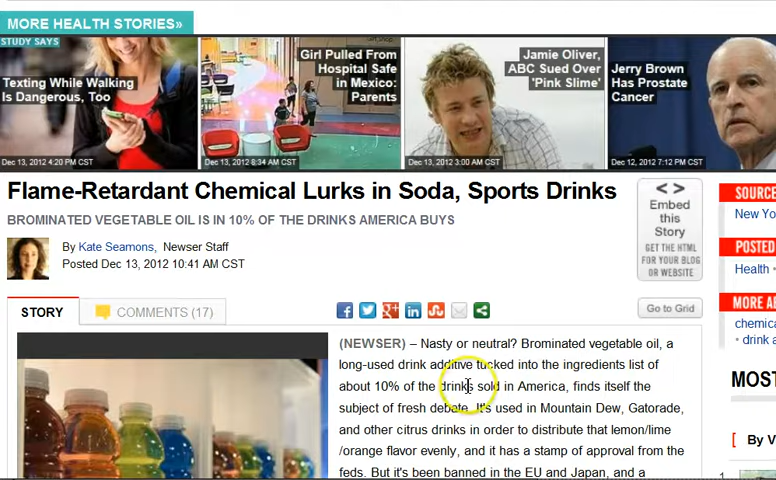 MORE HEALTH STORIES»
STUDY SAYS
Texting While Walking
Is Dangerous, Too
Dec 13, 2012 4:20 PM CST
Girl Pulled From
Hospital Safe
in Mexico:
Parents
Dec 13, 2012 8:34 AM CST
Jamie Oliver,
ABC Sued Over
'Pink Slime'
Dec 13, 2012 3:00 AM CST
Jerry Brown
Has Prostate
Cancer
Dec 12, 2012 7:12 PM CST
Flame-Retardant Chemical Lurks in Soda, Sports Drinks
BROMINATED VEGETABLE OIL IS IN 10% OF THE DRINKS AMERICA BUYS
By Kate Seamons, Newser Staff
Posted Dec 13, 2012 10:41 AM CST
< >
Embed
this
Story
GET THE HTML
FOR YOUR BLOG
OR WEBSITE
SOURCE
New Yo
POSTED
Health •
MORE A
chemica
• drink a
STORY
COMMENTS (17)
Go to Grid
(NEWSER) – Nasty or neutral? Brominated vegetable oil, a
long-used drink additive tucked into the ingredients list of
about 10% of the drinks sold in America, finds itself the
subject of fresh debate. It's used in Mountain Dew, Gatorade,
and other citrus drinks in order to distribute that lemon/lime
/orange flavor evenly, and it has a stamp of approval from the
feds. But it's been banned in the EU and Japan, and a
MOST
By V
1.